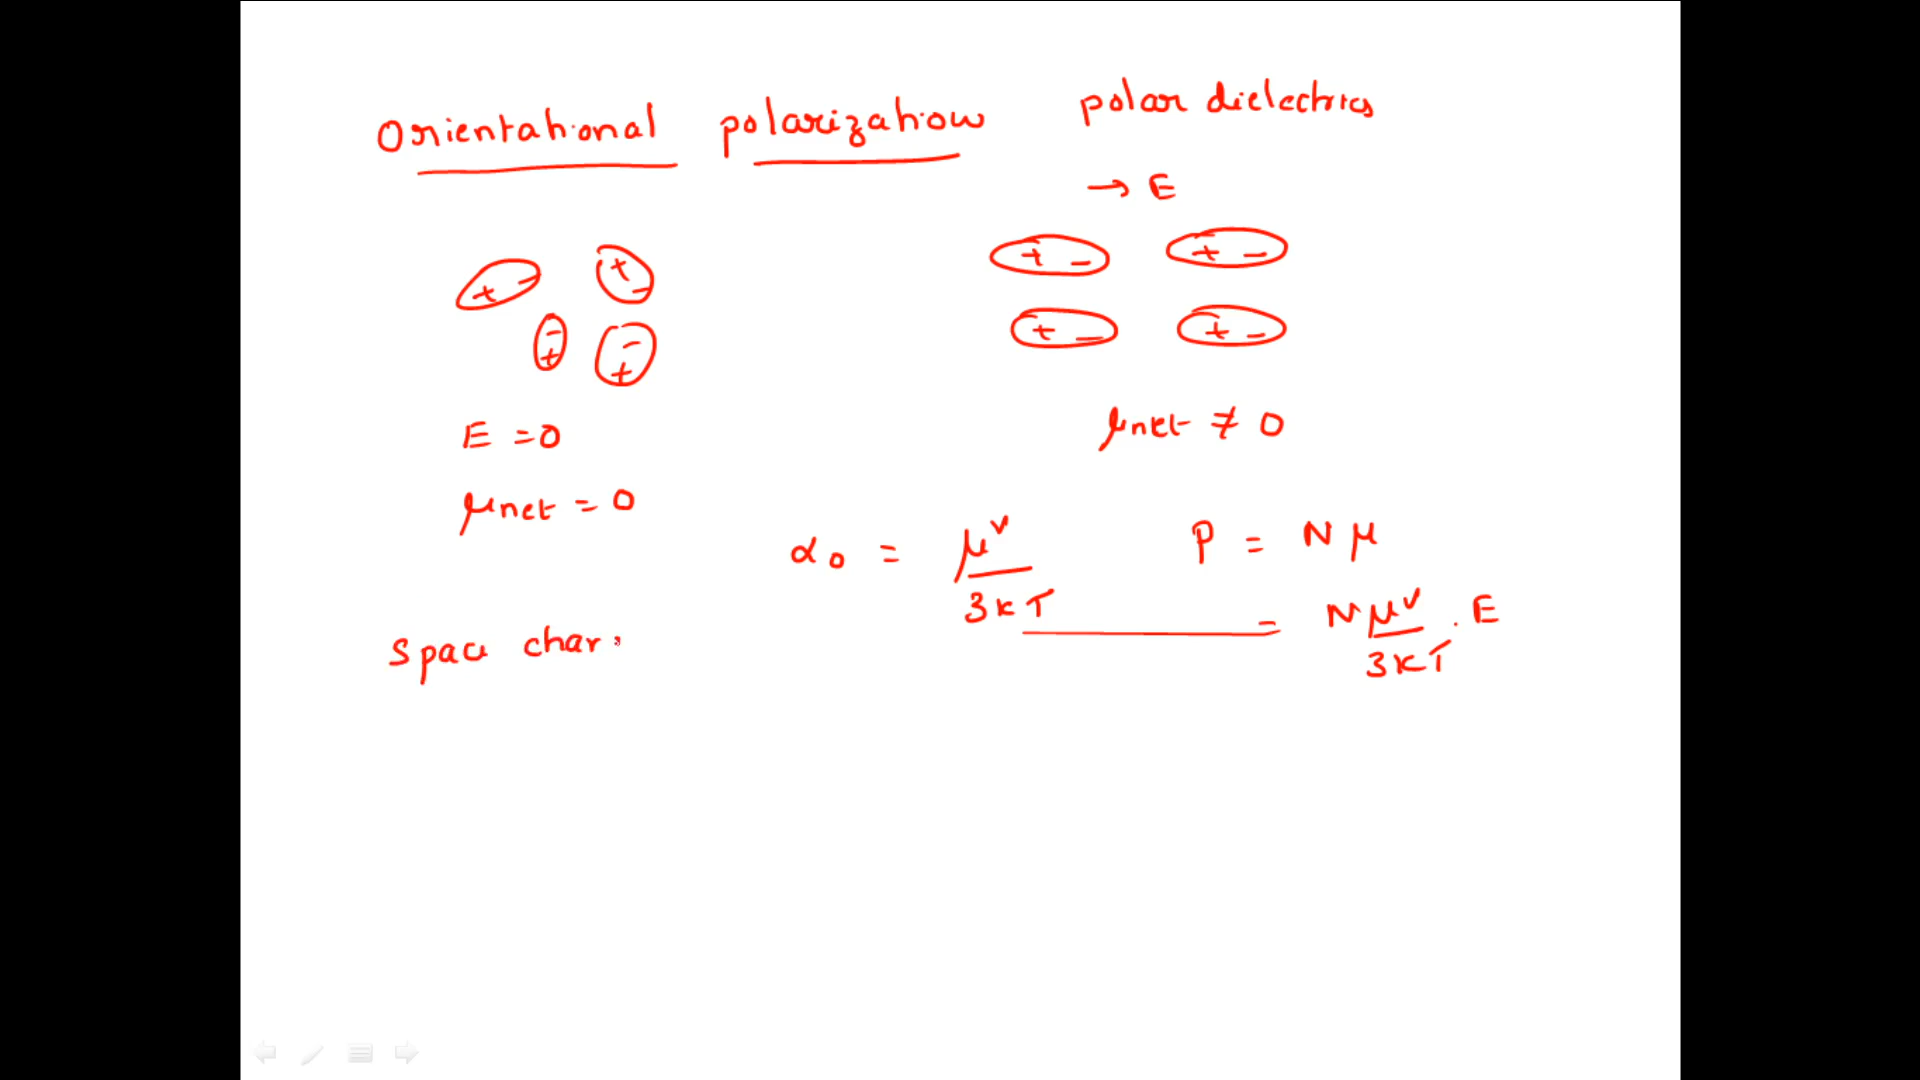 Orientational polarization
polar dielectrics
→ E
+ - + -
+ - + -
+ - + -
+ - + -
E = 0
μnet = 0
μnet ≠ 0
α0 = μ² / 3kT
P = Nμ
= Nμ² / 3kT . E
Space char